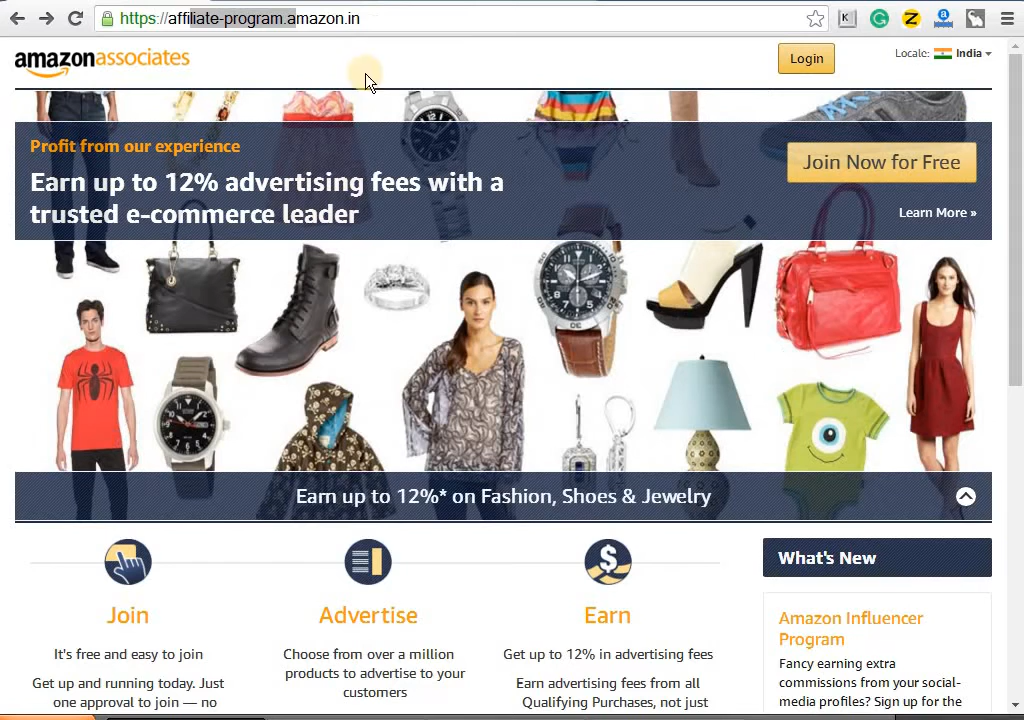 https://affiliate-program.amazon.in
amazonassociates
Login
Locale: India
Profit from our experience
Earn up to 12% advertising fees with a
trusted e-commerce leader
Join Now for Free
Learn More »
Earn up to 12%* on Fashion, Shoes & Jewelry
Join
It's free and easy to join
Get up and running today. Just
one approval to join — no
Advertise
Choose from over a million
products to advertise to your
customers
Earn
Get up to 12% in advertising fees
Earn advertising fees from all
Qualifying Purchases, not just
What's New
Amazon Influencer
Program
Fancy earning extra
commissions from your social-
media profiles? Sign up for the